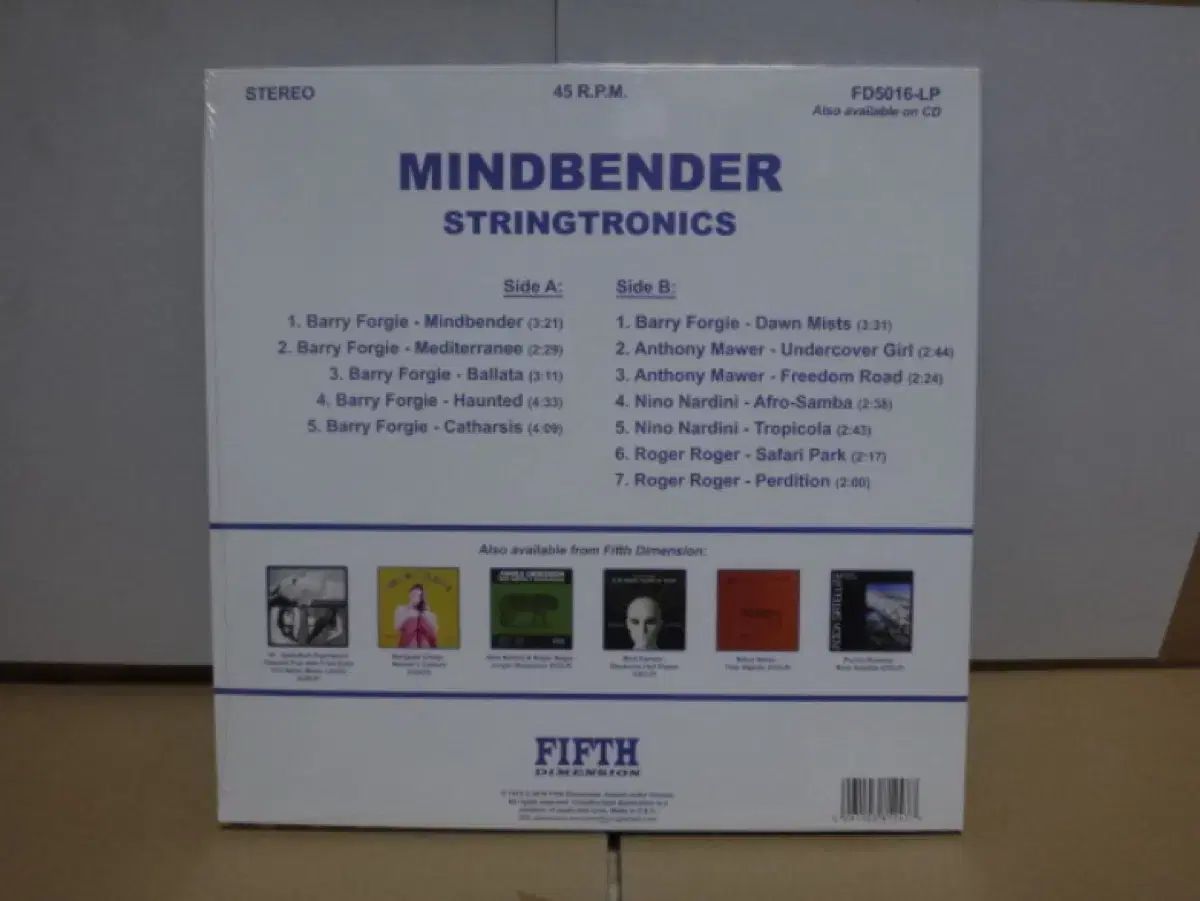 STEREO
45 R.P.M.
FD5016-LP
Also available on CD
MINDBENDER
STRINGTRONICS
Side A:
1. Barry Forgie - Mindbender (3:21)
2. Barry Forgie - Mediterranee (2:29)
3. Barry Forgie - Ballata (3:11)
4. Barry Forgie - Haunted (4:33)
5. Barry Forgie - Catharsis (4:09)
Side B:
1. Barry Forgie - Dawn Mists (3:31)
2. Anthony Mawer - Undercover Girl (2:44)
3. Anthony Mawer - Freedom Road (2:24)
4. Nino Nardini - Afro-Samba (2:38)
5. Nino Nardini - Tropicola (2:43)
6. Roger Roger - Safari Park (2:17)
7. Roger Roger - Perdition (2:00)
Also available from Fifth Dimension:
FIFTH
DIMENSION